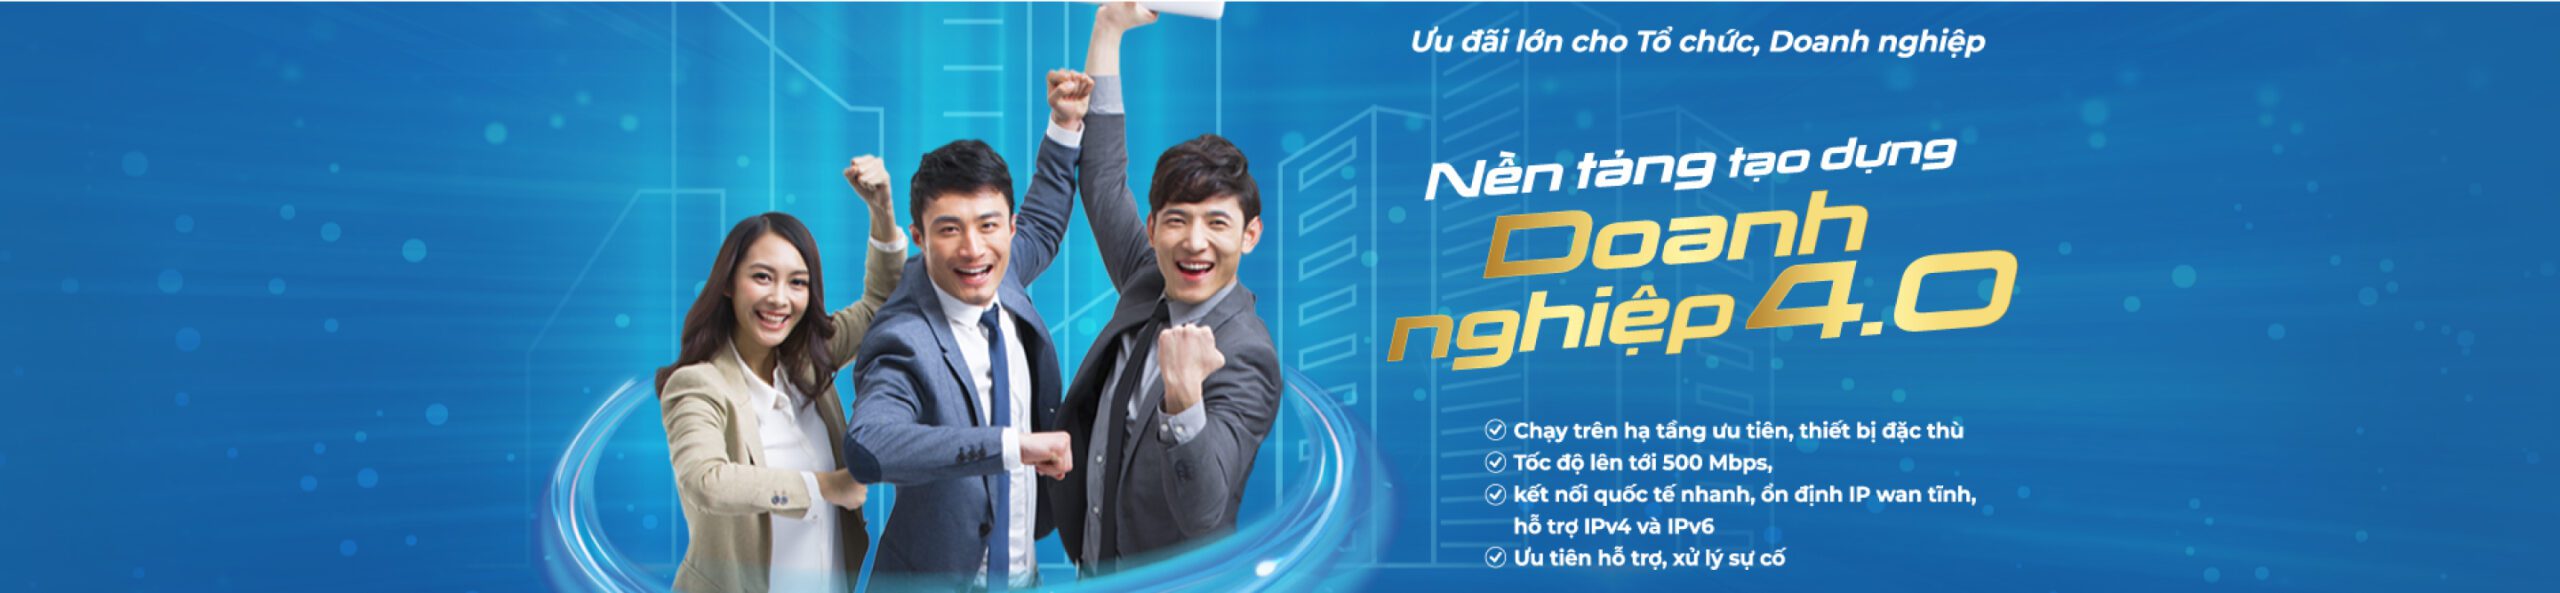 Ưu đãi lớn cho Tổ chức, Doanh nghiệp
Nền tảng tạo dựng
Doanh
nghiệp 4.0
Chạy trên hạ tầng ưu tiên, thiết bị đặc thù
Tốc độ lên tới 500 Mbps,
kết nối quốc tế nhanh, ổn định IP wan tĩnh,
hỗ trợ IPv4 và IPv6
Ưu tiên hỗ trợ, xử lý sự cố